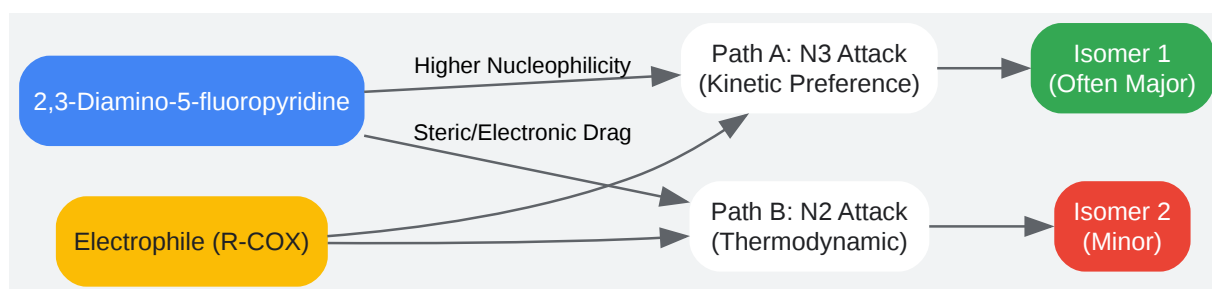 2,3-Diamino-5-fluoropyridine
Higher Nucleophilicity
Path A: N3 Attack
(Kinetic Preference)
Isomer 1
(Often Major)
Steric/Electronic Drag
Electrophile (R-COX)
Path B: N2 Attack
(Thermodynamic)
Isomer 2
(Minor)